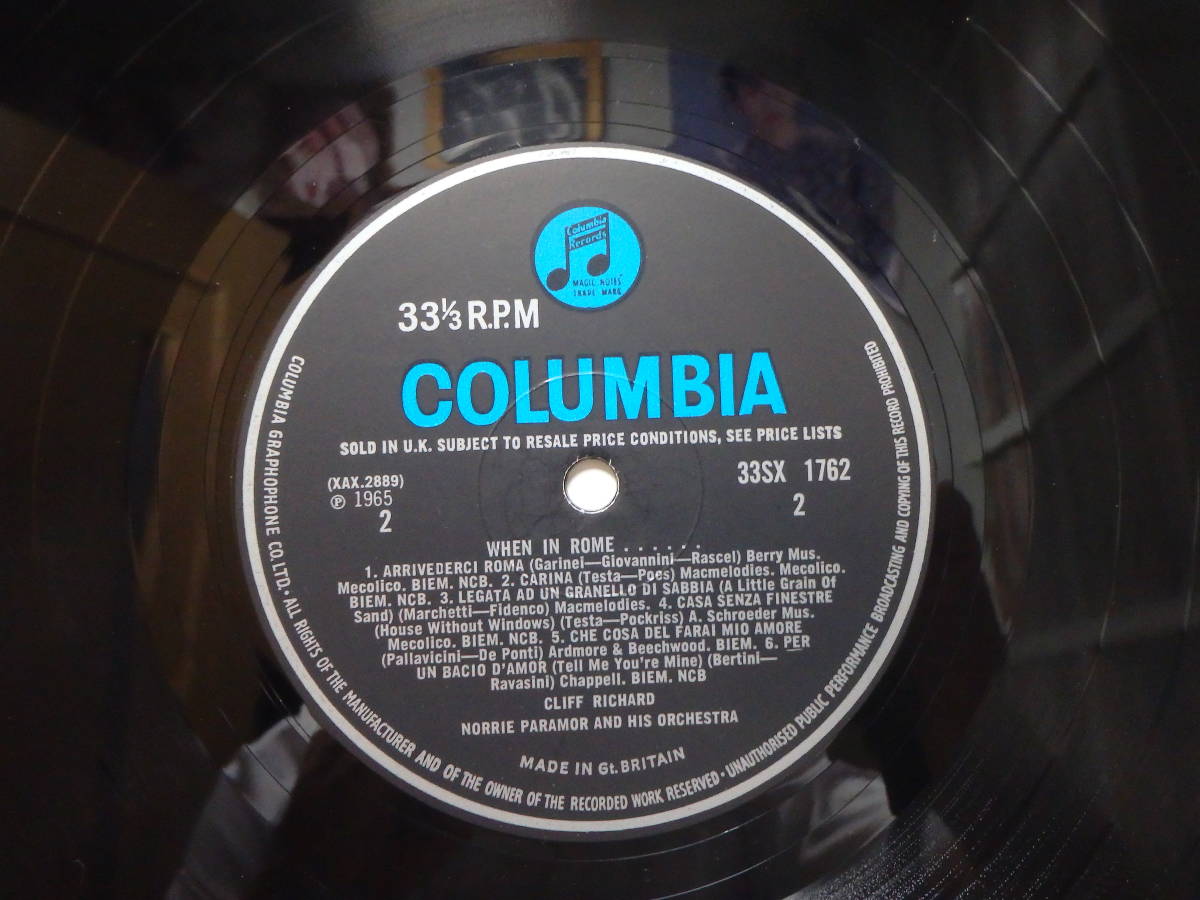 Columbia
Records
MAGIC NOTES
TRADE MARK
33⅓ R.P.M
COLUMBIA
SOLD IN U.K. SUBJECT TO RESALE PRICE CONDITIONS, SEE PRICE LISTS
(XAX.2889)
℗ 1965
2
33SX 1762
2
WHEN IN ROME . . . . .
1. ARRIVEDERCI ROMA (Garinei—Giovannini—Rascel) Berry Mus.
Mecolico. BIEM. NCB. 2. CARINA (Testa—Poes) Macmelodies. Mecolico.
BIEM. NCB. 3. LEGATA AD UN GRANELLO DI SABBIA (A Little Grain Of
Sand) (Marchetti—Fidenco) Macmelodies. 4. CASA SENZA FINESTRE
(House Without Windows) (Testa—Pockriss) A. Schroeder Mus.
Mecolico. BIEM. NCB. 5. CHE COSA DEL FARAI MIO AMORE
(Pallavicini—De Ponti) Ardmore & Beechwood. BIEM. 6. PER
UN BACIO D'AMOR (Tell Me You're Mine) (Bertini—
Ravasini) Chappell. BIEM. NCB
CLIFF RICHARD
NORRIE PARAMOR AND HIS ORCHESTRA
MADE IN Gt. BRITAIN
COLUMBIA GRAPHOPHONE CO. LTD. • ALL RIGHTS OF THE MANUFACTURER AND OF THE OWNER OF THE RECORDED WORK RESERVED • UNAUTHORISED PUBLIC PERFORMANCE BROADCASTING AND COPYING OF THIS RECORD PROHIBITED